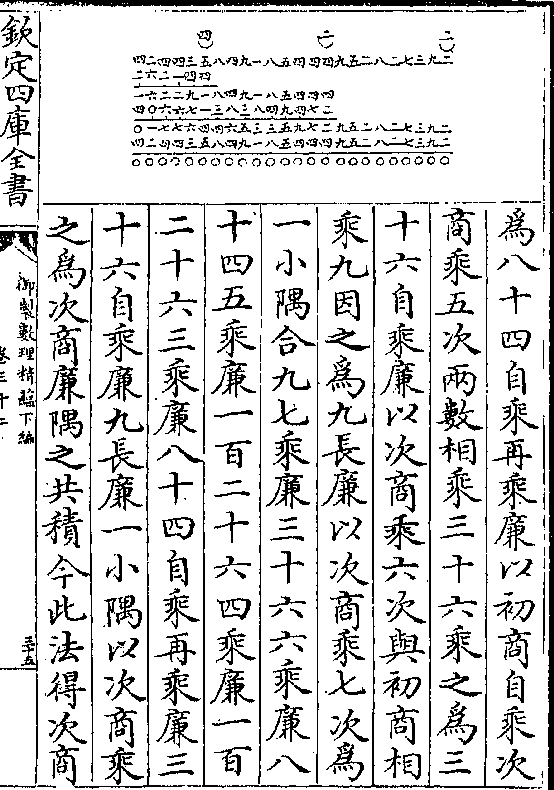 欽定四庫全書
御製數理精藴下編
卷三十二
三十五
四　二　二
四二四四三五八四九一八五四四四九五二八二七三九二
二六二一四四
一六二二九一八四九一八五四四四
四〇六六七一三八三八四九四七二
〇一七七六四四六五三三五九七二九五二八二七三九二
四二四四三五八四九一八五四四四九五二八二七三九二
〇〇〇〇〇〇〇〇〇〇〇〇〇〇〇〇〇〇〇〇〇〇〇〇
為八十四自乘再乘廉以初商自乘次
商乘五次兩數相乘三十六乘之為三
十六自乘廉以次商乘六次與初商相
乘九因之為九長廉以次商乘七次為
一小隅合九七乘廉三十六六乘廉八
十四五乘廉一百二十六四乘廉一百
二十六三乘廉八十四自乘再乘廉三
十六自乘廉九長廉一小隅以次商乘
之為次商廉隅之共積今此法得次商